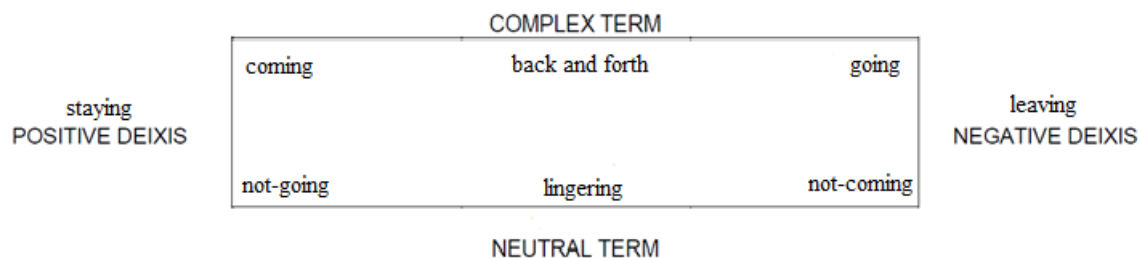 COMPLEX TERM
coming back and forth going
staying leaving
POSITIVE DEIXIS NEGATIVE DEIXIS
not-going lingering not-coming
NEUTRAL TERM